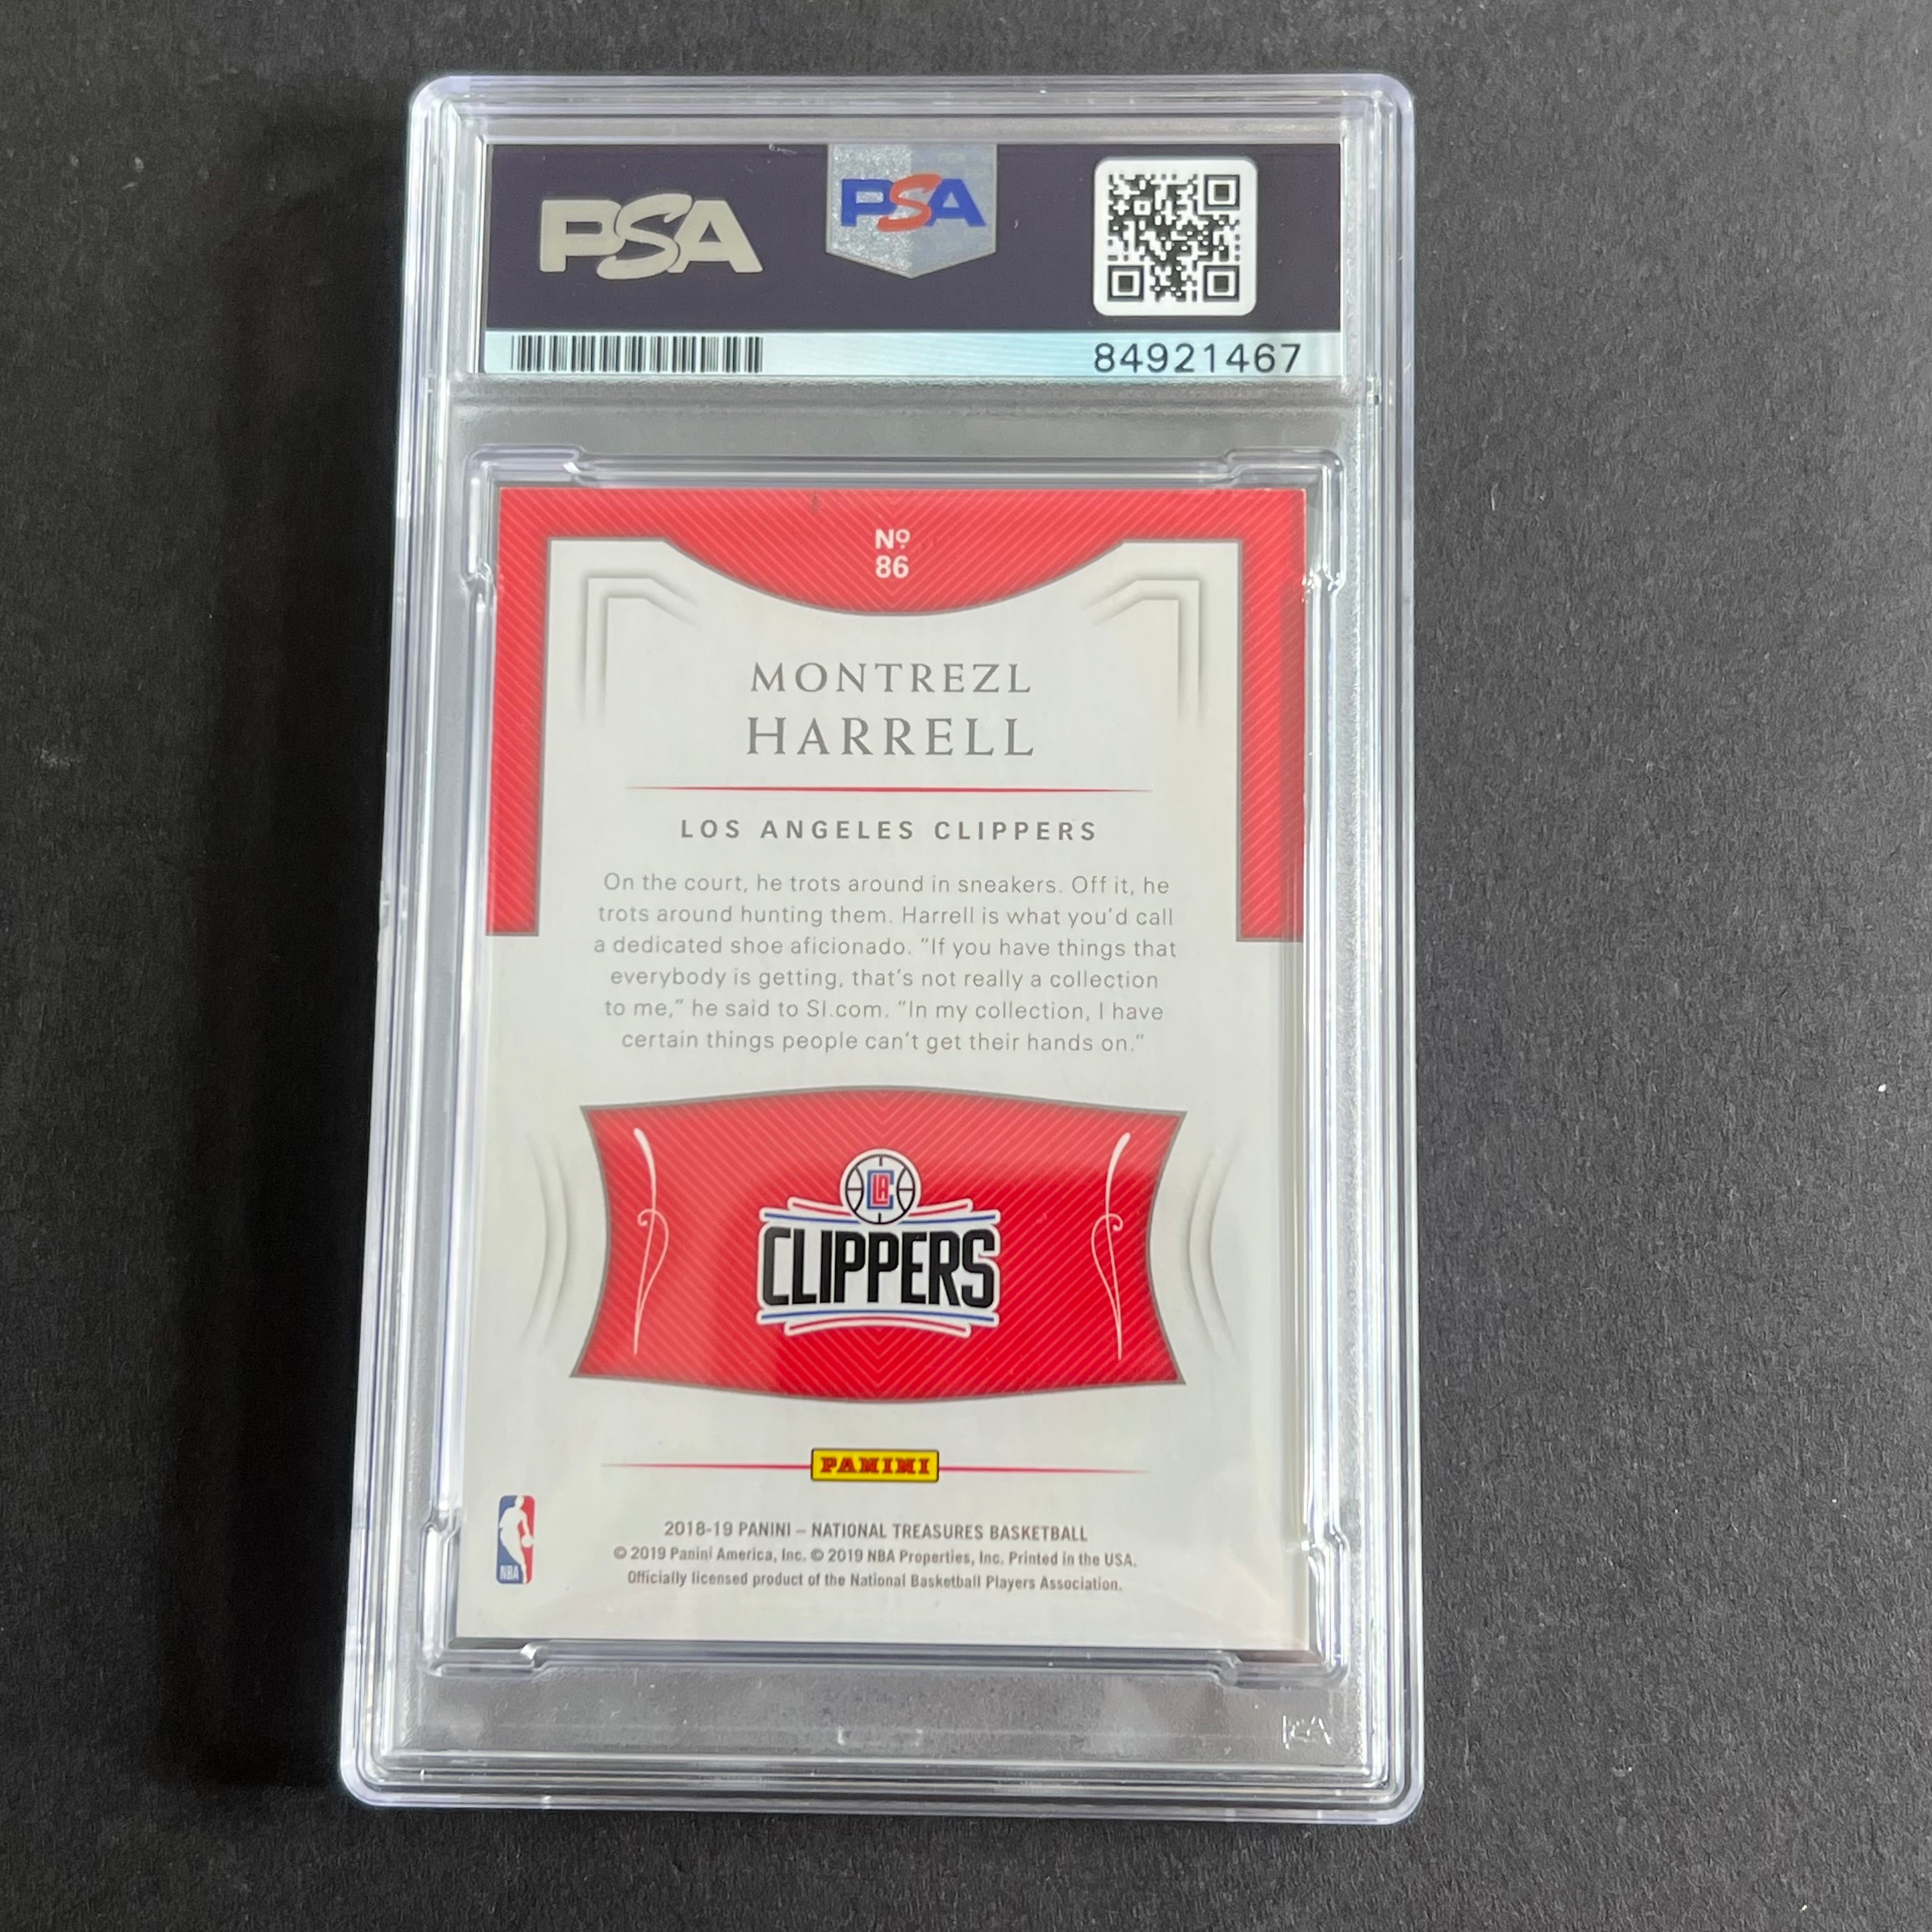 PSA
PSA
84921467
Nº
86
MONTREZL
HARRELL
LOS ANGELES CLIPPERS
On the court, he trots around in sneakers. Off it, he
trots around hunting them. Harrell is what you'd call
a dedicated shoe aficionado. “If you have things that
everybody is getting, that's not really a collection
to me,” he said to SI.com. “In my collection, I have
certain things people can't get their hands on.”
LA
CLIPPERS
PANINI
NBA
2018-19 PANINI – NATIONAL TREASURES BASKETBALL
© 2019 Panini America, Inc. © 2019 NBA Properties, Inc. Printed in the USA.
Officially licensed product of the National Basketball Players Association.
PSA